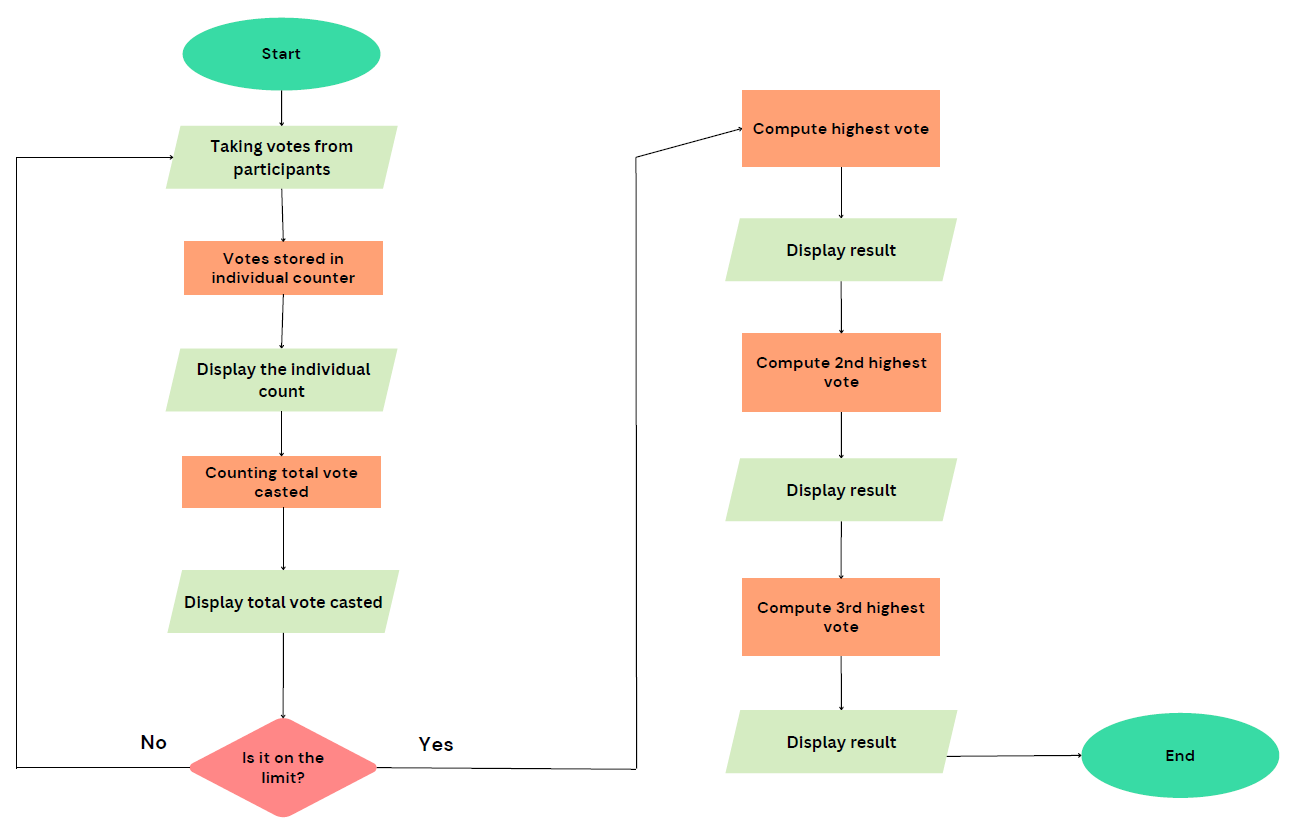 Start
Taking votes from
participants
Votes stored in
individual counter
Display the individual
count
Counting total vote
casted
Display total vote casted
Is it on the
limit?
No
Yes
Compute highest vote
Display result
Compute 2nd highest
vote
Display result
Compute 3rd highest
vote
Display result
End